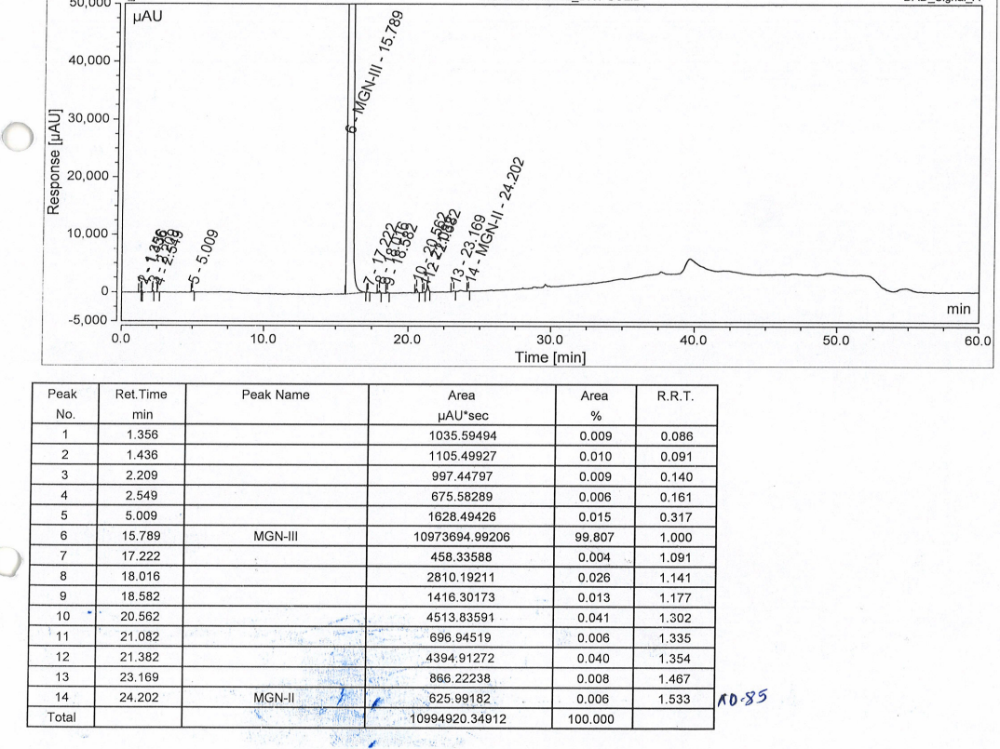 50,000
µAU
40,000
30,000
20,000
10,000
0
-5,000
Response [µAU]
5 - 5.009
6 - MGN-III - 15.789
7 - 17.222
9 - 18.582
10 - 20.562
13 - 23.169
14 - MGN-II - 24.202
min
0.0 10.0 20.0 30.0 40.0 50.0 60.0
Time [min]
Peak No. Ret.Time min Peak Name Area µAU*sec Area % R.R.T.
1 1.356 1035.59494 0.009 0.086
2 1.436 1105.49927 0.010 0.091
3 2.209 997.44797 0.009 0.140
4 2.549 675.58289 0.006 0.161
5 5.009 1628.49426 0.015 0.317
6 15.789 MGN-III 10973694.99206 99.807 1.000
7 17.222 458.33588 0.004 1.091
8 18.016 2810.19211 0.026 1.141
9 18.582 1416.30173 0.013 1.177
10 20.562 4513.83591 0.041 1.302
11 21.082 696.94519 0.006 1.335
12 21.382 4394.91272 0.040 1.354
13 23.169 866.22238 0.008 1.467
14 24.202 MGN-II 625.99182 0.006 1.533
Total 10994920.34912 100.000